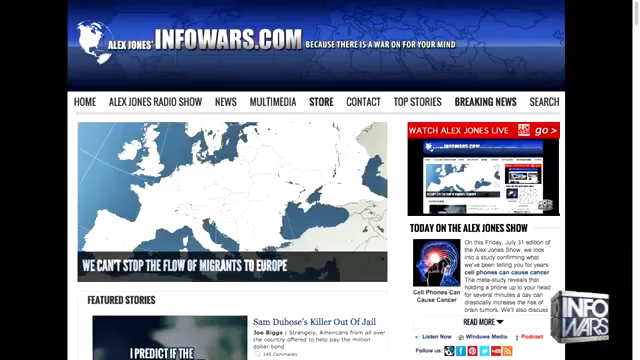 ALEX JONES' INFOWARS.COM BECAUSE THERE IS A WAR ON FOR YOUR MIND
HOME ALEX JONES RADIO SHOW NEWS MULTIMEDIA STORE CONTACT TOP STORIES BREAKING NEWS SEARCH
WE CAN'T STOP THE FLOW OF MIGRANTS TO EUROPE
FEATURED STORIES
I PREDICT IF THE
Sam Dubose's Killer Out Of Jail
Joe Biggs | Strangely, Americans from all over
the country offered to help pay the million
dollar bond.
145 Comments
WATCH ALEX JONES LIVE go >
TODAY ON THE ALEX JONES SHOW
Cell Phones Can
Cause Cancer
On this Friday, July 31 edition of
the Alex Jones Show, we look
into a study confirming what
we've been telling you for years:
cell phones can cause cancer.
The meta-study reveals that
holding a phone up to your head
for several minutes a day can
drastically increase the risk of
brain tumors. We'll also discuss
READ MORE
Listen Now Windows Media Podcast
Follow us:
INFO
WARS